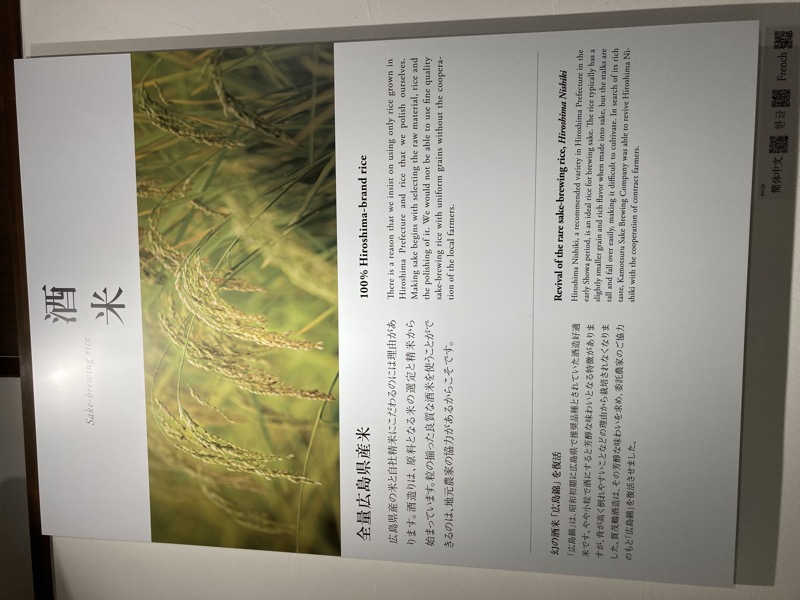 酒
米
Sake-brewing rice
全量広島県産米
広島県産の米と自社精米にこだわるのには理由があ
ります。酒造りは、原料となる米の選定と精米から
始まっています。粒の揃った良質な酒米を使うことがで
きるのは、地元農家の協力があるからこそです。
100% Hiroshima-brand rice
There is a reason that we insist on using only rice grown in
Hiroshima Prefecture and rice that we polish ourselves.
Making sake begins with selecting the raw material, rice and
the polishing of it. We would not be able to use fine quality
sake-brewing rice with uniform grains without the coopera-
tion of the local farmers.
幻の酒米「広島錦」を復活
「広島錦」は、昭和初期に広島県で推奨品種とされていた酒造好適
米です。やや小粒で酒にすると芳醇な味わいとなる特徴がありま
すが、背が高く倒れやすいことなどの理由から栽培されなくなりま
した。賀茂鶴酒造は、その芳醇な味わいを求め、委託農家のご協力
のもと「広島錦」を復活させました。
Revival of the rare sake-brewing rice, Hiroshima Nishiki
Hiroshima Nishiki, a recommended variety in Hiroshima Prefecture in the
early Showa period, is an ideal rice for brewing sake. The rice typically has a
slightly smaller grain and rich flavor when made into sake, but the stalks are
tall and fall over easily, making it difficult to cultivate. In search of its rich
taste, Kamotsuru Sake Brewing Company was able to revive Hiroshima Ni-
shiki with the cooperation of contract farmers.
簡体中文 한글 French